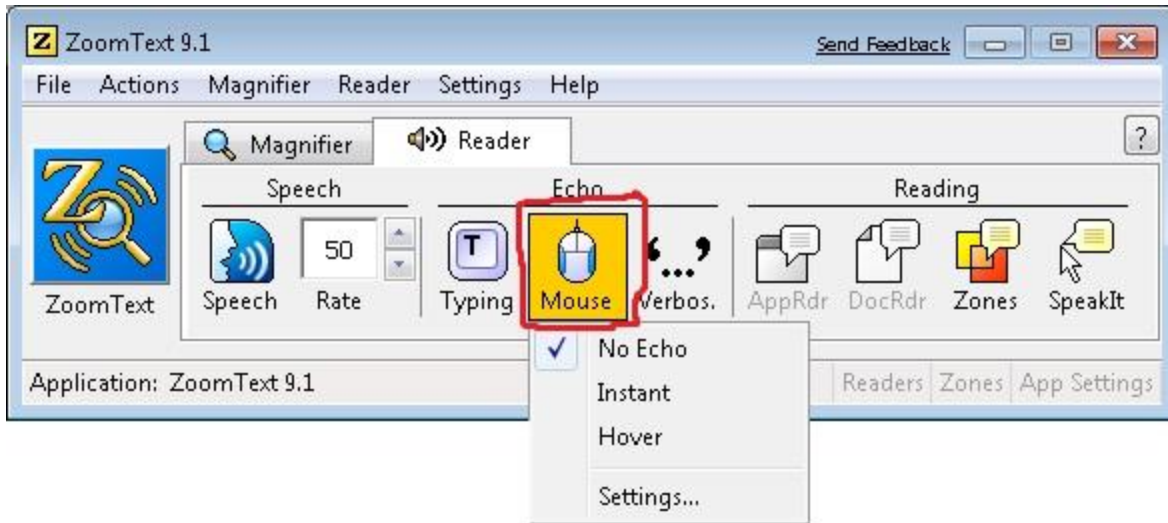 Z ZoomText 9.1 Send Feedback
File Actions Magnifier Reader Settings Help
Magnifier Reader ?
Speech Echo Reading
Z 50 T
ZoomText Speech Rate Typing Mouse Verbos. AppRdr DocRdr Zones SpeakIt
No Echo
Application: ZoomText 9.1 Readers Zones App Settings
Instant
Hover
Settings...